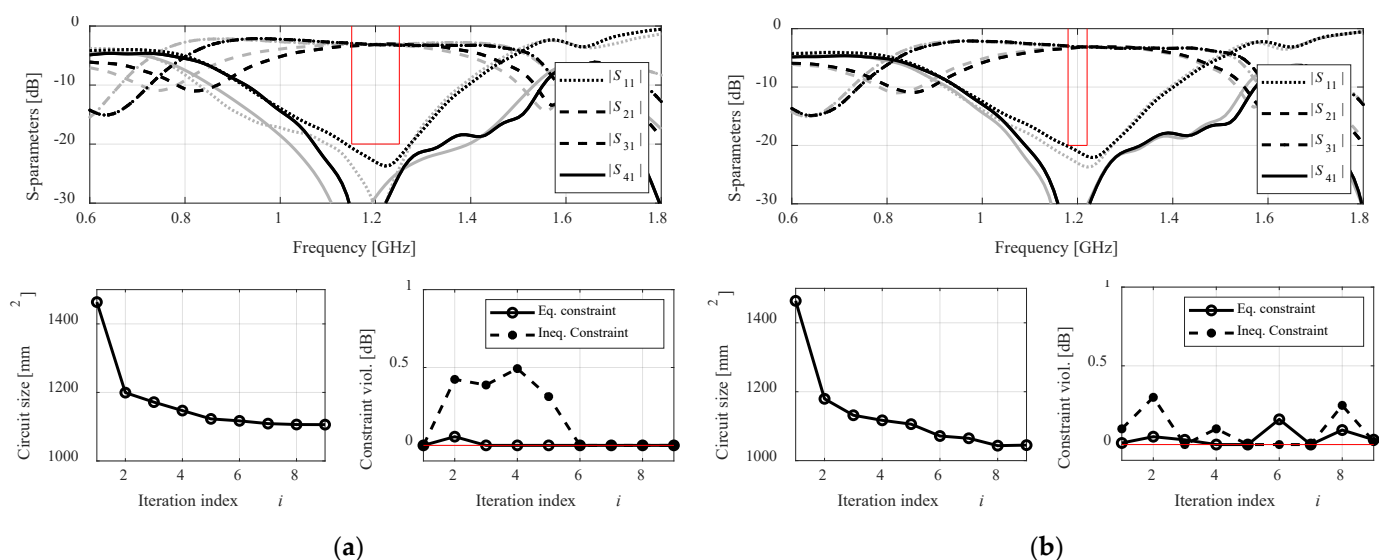 0
-10
-20
-30
S-parameters [dB]
0.6
0.8
1
1.2
1.4
1.6
1.8
Frequency [GHz]
|S11|
|S21|
|S31|
|S41|
0
-10
-20
-30
S-parameters [dB]
0.6
0.8
1
1.2
1.4
1.6
1.8
Frequency [GHz]
|S11|
|S21|
|S31|
|S41|
Circuit size [mm2]
1400
1200
1000
2
4
6
8
Iteration index i
Constraint viol. [dB]
1
0.5
0
Eq. constraint
Ineq. Constraint
2
4
6
8
Iteration index i
Circuit size [mm2]
1400
1200
1000
2
4
6
8
Iteration index i
Constraint viol. [dB]
1
0.5
0
Eq. constraint
Ineq. Constraint
2
4
6
8
Iteration index i
(a)
(b)